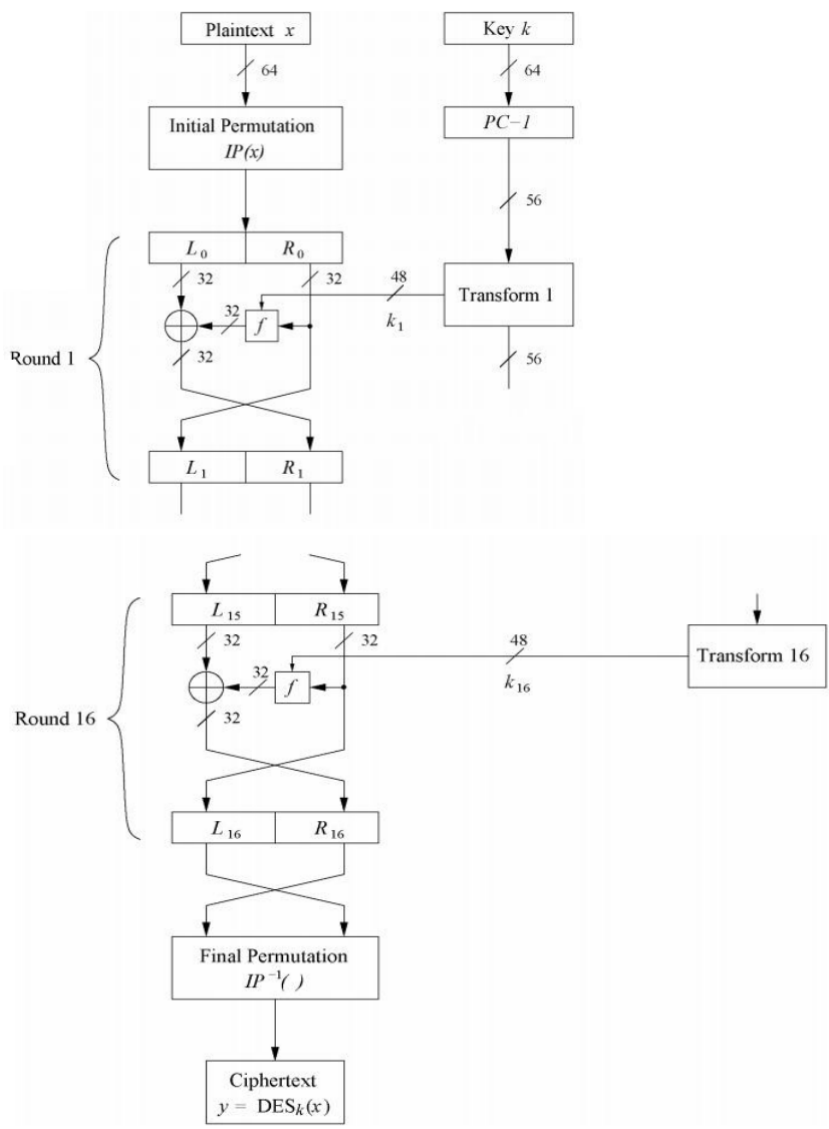 Plaintext x
Key k
64
64
Initial Permutation
IP(x)
PC−1
56
L0
R0
32
32
48
Transform 1
32
f
k1
32
Round 1
56
L1
R1
L15
R15
32
32
48
Transform 16
32
f
k16
32
Round 16
L16
R16
Final Permutation
IP−1( )
Ciphertext
y = DESk(x)